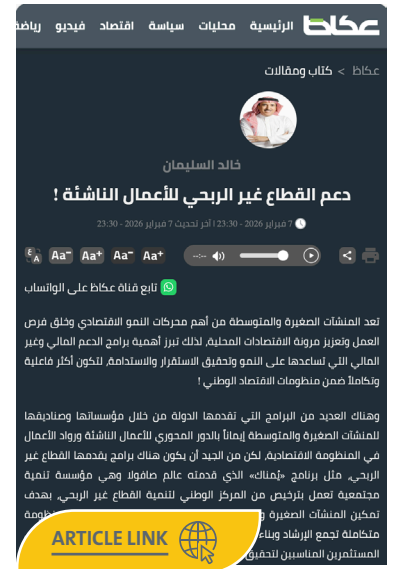 عكاظ الرئيسية محليات سياسة اقتصاد فيديو رياضة
عكاظ > كتاب ومقالات
خالد السليمان
دعم القطاع غير الربحي للأعمال الناشئة !
7 فبراير 2026 - 23:30 | آخر تحديث 7 فبراير 2026 - 23:30
--:--
Aa+ Aa- Aa+ Aa-
تابع قناة عكاظ على الواتساب
تعد المنشآت الصغيرة والمتوسطة من أهم محركات النمو الاقتصادي وخلق فرص
العمل وتعزيز مرونة الاقتصادات المحلية، لذلك تبرز أهمية برامج الدعم المالي وغير
المالي التي تساعدها على النمو وتحقيق الاستقرار والاستدامة، لتكون أكثر فاعلية
وتكاملاً ضمن منظومات الاقتصاد الوطني !
وهناك العديد من البرامج التي تقدمها الدولة من خلال مؤسساتها وصناديقها
للمنشآت الصغيرة والمتوسطة إيماناً بالدور المحوري للأعمال الناشئة ورواد الأعمال
في المنظومة الاقتصادية، لكن من الجيد أن يكون هناك برامج يقدمها القطاع غير
الربحي، مثل برنامج «يُمناك» الذي قدمته عالم صافولا وهي مؤسسة تنمية
مجتمعية تعمل بترخيص من المركز الوطني لتنمية القطاع غير الربحي، بهدف
تمكين المنشآت الصغيرة
متكاملة تجمع الإرشاد وبناء
المستثمرين المناسبين لتحقيق
ARTICLE LINK